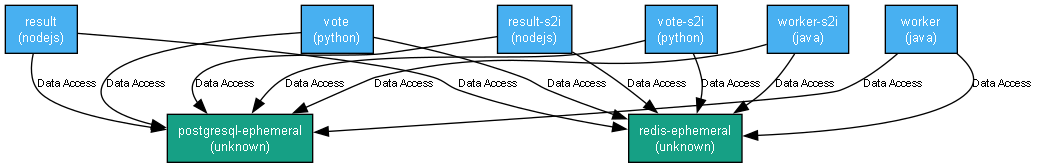 result
(nodejs)
vote
(python)
result-s2i
(nodejs)
vote-s2i
(python)
worker-s2i
(java)
worker
(java)
Data Access
Data Access
Data Access
Data Access
Data Access
Data Access
Data Access
Data Access
Data Access
Data Access
Data Access
Data Access
postgresql-ephemeral
(unknown)
redis-ephemeral
(unknown)